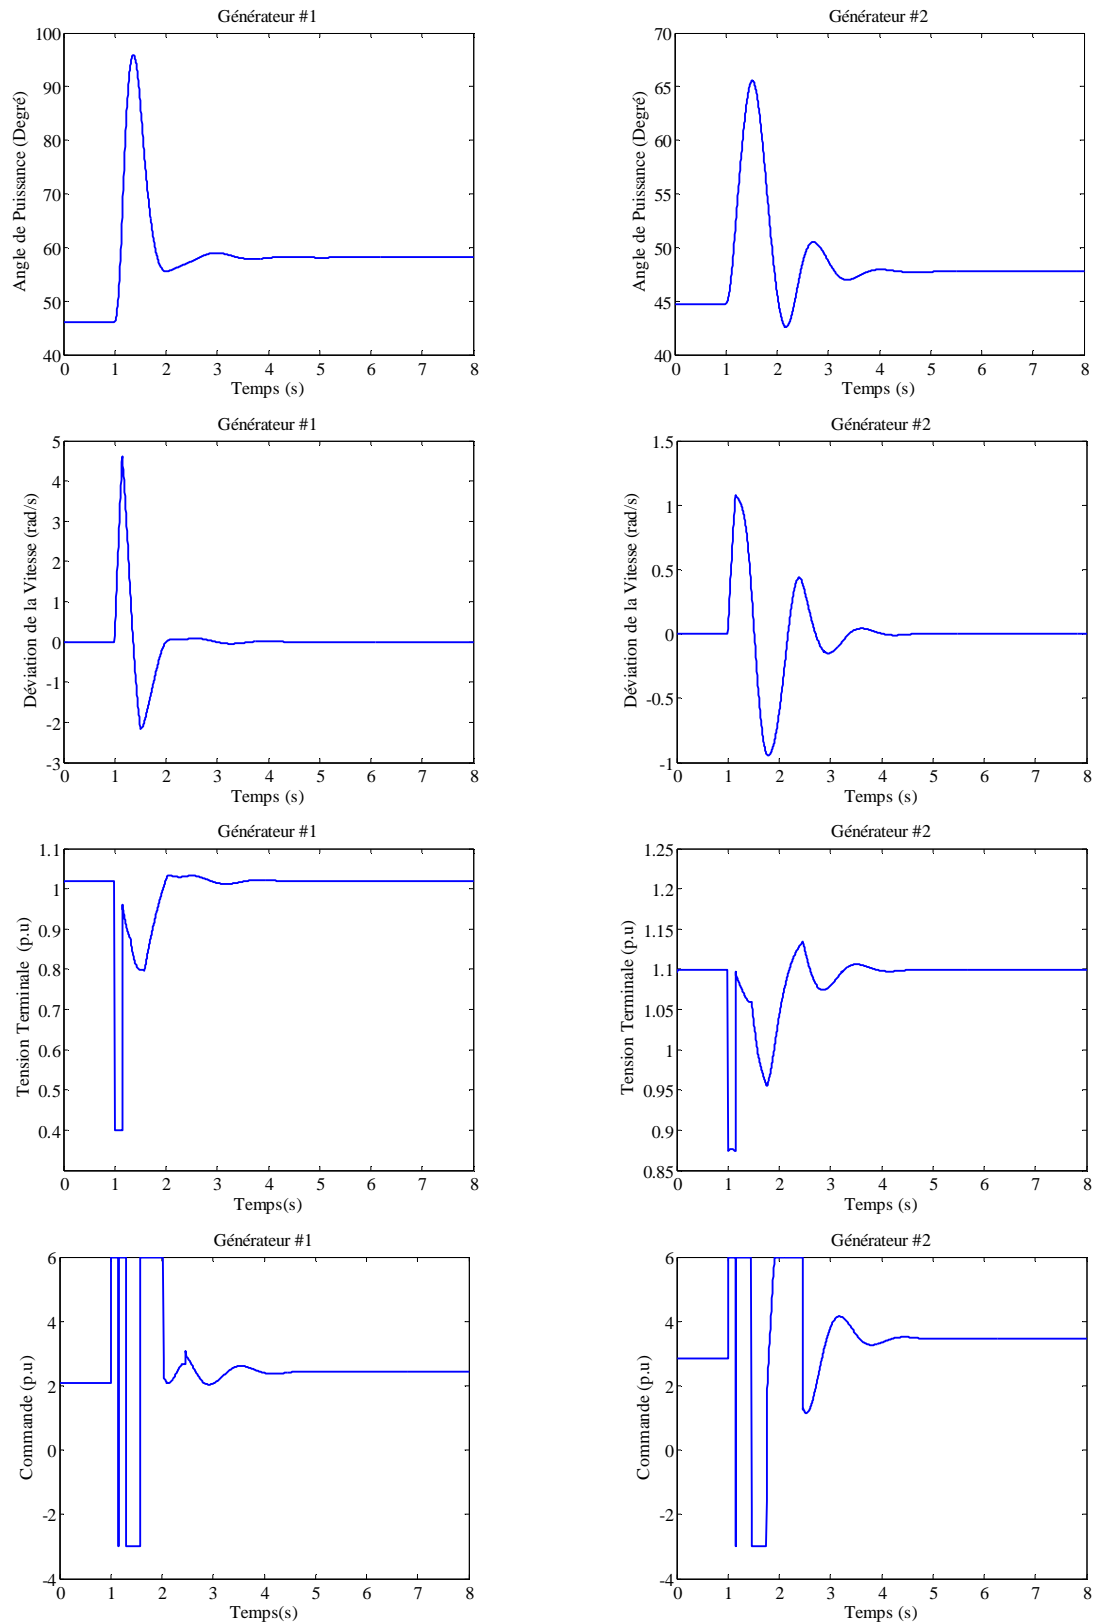 Générateur #1
100
90
80
70
60
50
40
0 1 2 3 4 5 6 7 8
Temps (s)
Angle de Puissance (Degré)
Générateur #2
70
65
60
55
50
45
40
0 1 2 3 4 5 6 7 8
Temps (s)
Angle de Puissance (Degré)
Générateur #1
5
4
3
2
1
0
-1
-2
-3
0 1 2 3 4 5 6 7 8
Temps (s)
Déviation de la Vitesse (rad/s)
Générateur #2
1.5
1
0.5
0
-0.5
-1
0 1 2 3 4 5 6 7 8
Temps (s)
Déviation de la Vitesse (rad/s)
Générateur #1
1.1
1
0.9
0.8
0.7
0.6
0.5
0.4
0 1 2 3 4 5 6 7 8
Temps(s)
Tension Terminale (p.u)
Générateur #2
1.25
1.2
1.15
1.1
1.05
1
0.95
0.9
0.85
0 1 2 3 4 5 6 7 8
Temps (s)
Tension Terminale (p.u)
Générateur #1
6
4
2
0
-2
-4
0 1 2 3 4 5 6 7 8
Temps(s)
Commande (p.u)
Générateur #2
6
4
2
0
-2
-4
0 1 2 3 4 5 6 7 8
Temps (s)
Commande (p.u)